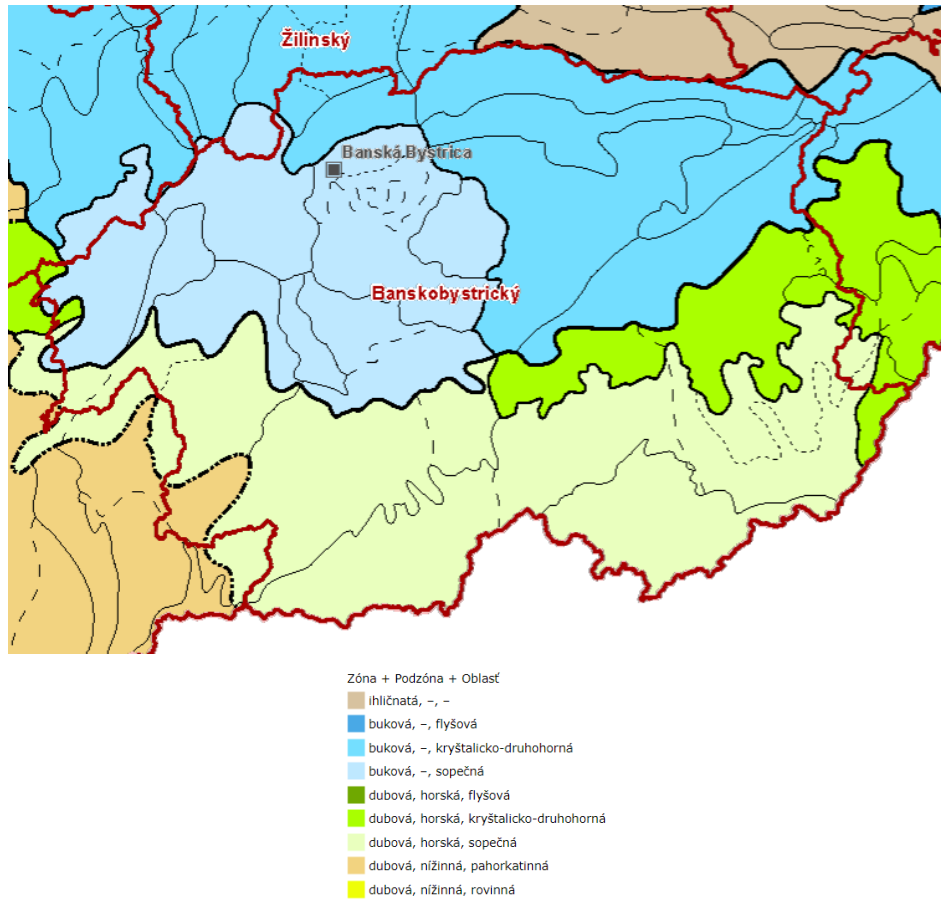 Žilinský
Banská Bystrica
Banskobystrický
Zóna + Podzóna + Oblasť
ihličnatá, –, –
buková, –, flyšová
buková, –, kryštalicko-druhohorná
buková, –, sopečná
dubová, horská, flyšová
dubová, horská, kryštalicko-druhohorná
dubová, horská, sopečná
dubová, nížinná, pahorkatinná
dubová, nížinná, rovinná